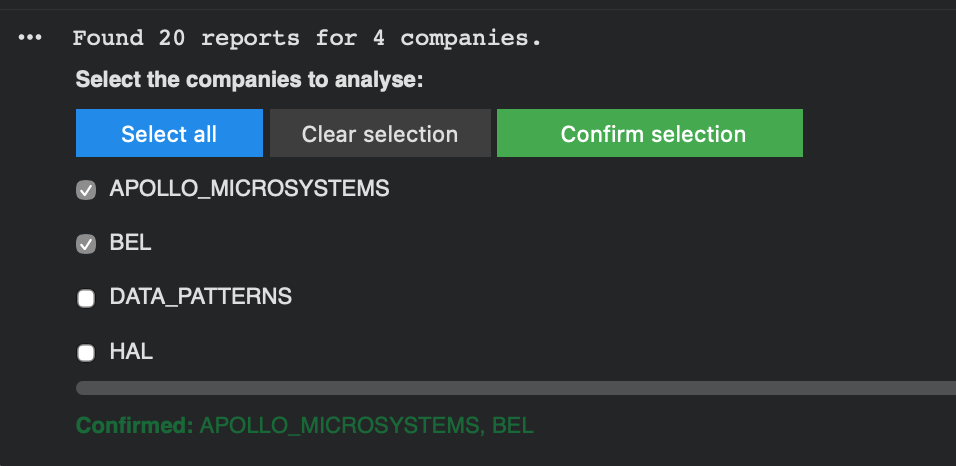 Found 20 reports for 4 companies.
Select the companies to analyse:
Select all Clear selection Confirm selection
APOLLO_MICROSYSTEMS
BEL
DATA_PATTERNS
HAL
Confirmed: APOLLO_MICROSYSTEMS, BEL